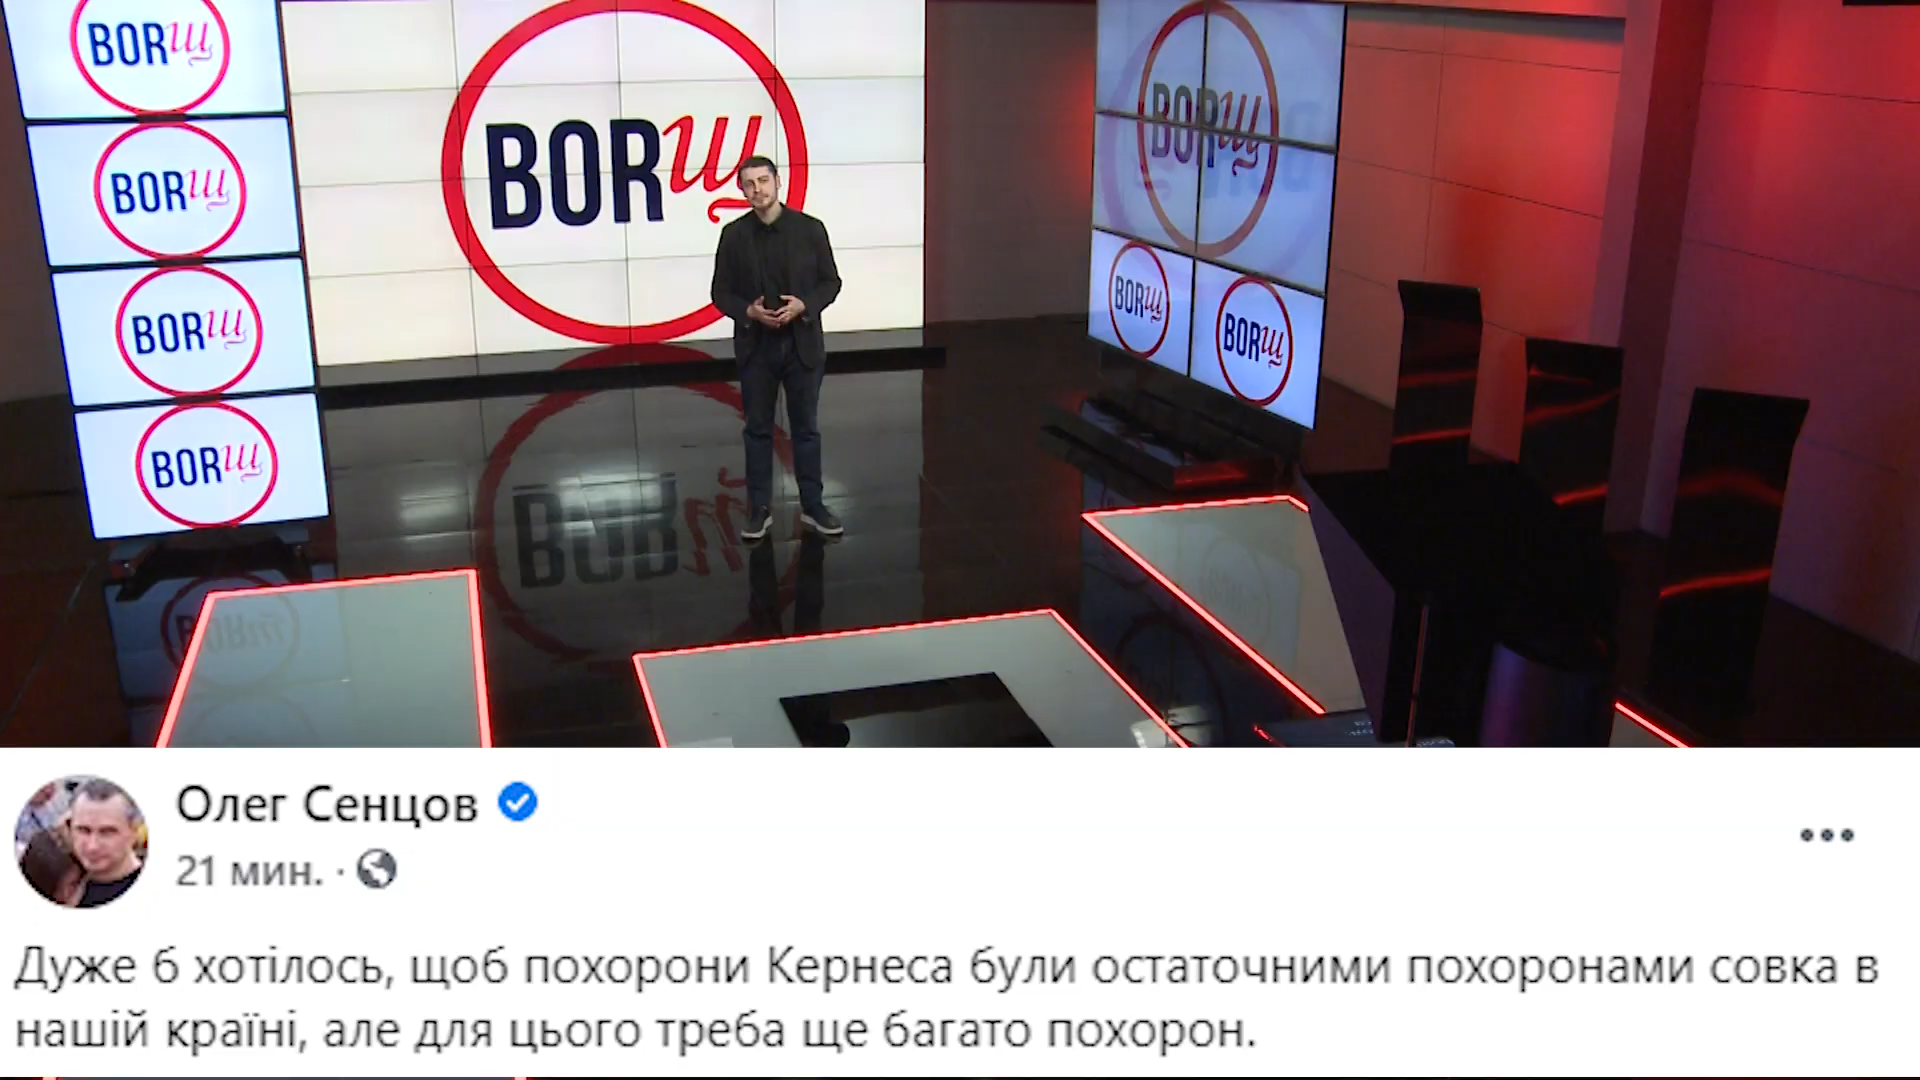 BORщ
BORщ
BORщ
BORщ
BORщ
BORщ
BORщ
BORщ
Олег Сенцов
21 мин. ·
Дуже б хотілось, щоб похорони Кернеса були остаточними похоронами совка в
нашій країні, але для цього треба ще багато похорон.